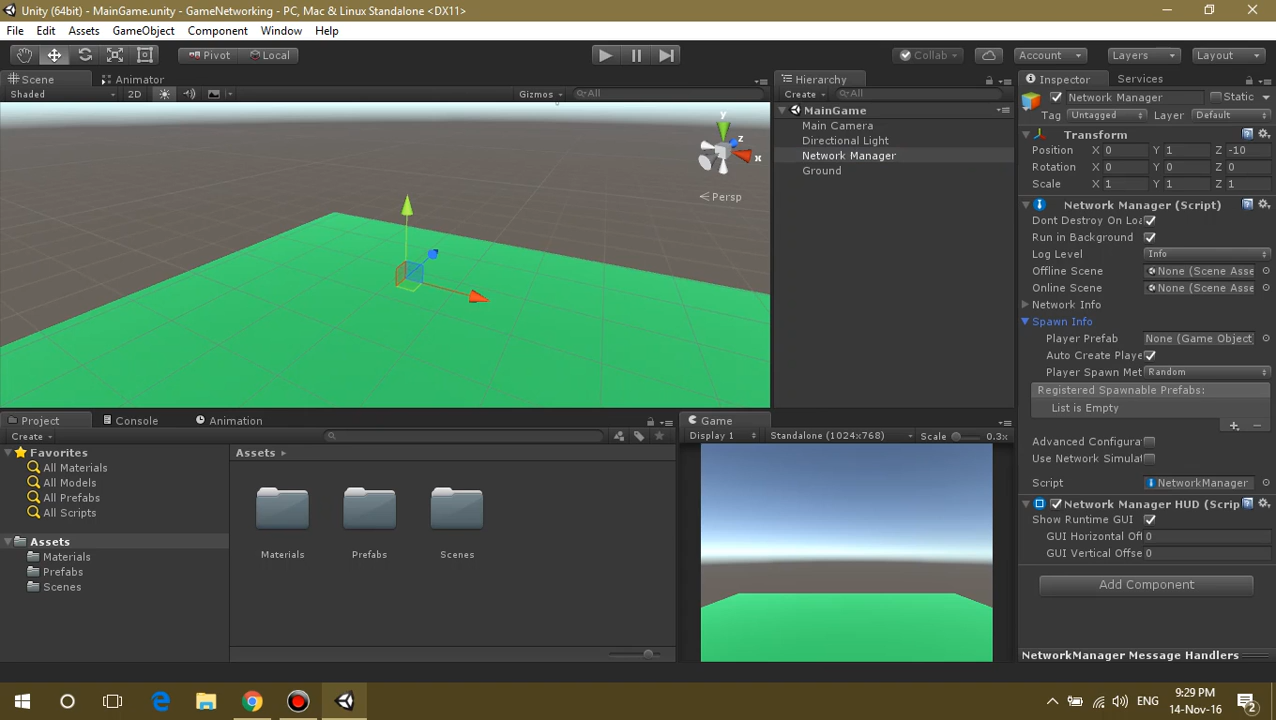 Unity (64bit) - MainGame.unity - GameNetworking - PC, Mac & Linux Standalone <DX11>
File Edit Assets GameObject Component Window Help
Pivot Local Collab Account Layers Layout
Scene Animator
Shaded 2D Gizmos All
y
z
x
Persp
Hierarchy
Create All
MainGame
Main Camera
Directional Light
Network Manager
Ground
Inspector Services
Network Manager Static
Tag Untagged Layer Default
Transform
Position X 0 Y 1 Z -10
Rotation X 0 Y 0 Z 0
Scale X 1 Y 1 Z 1
Network Manager (Script)
Dont Destroy On Loa
Run in Background
Log Level Info
Offline Scene None (Scene Asse
Online Scene None (Scene Asse
Network Info
Spawn Info
Player Prefab None (Game Object
Auto Create Playe
Player Spawn Met Random
Registered Spawnable Prefabs:
List is Empty
+ −
Advanced Configura
Use Network Simulat
Script NetworkManager
Network Manager HUD (Scrip
Show Runtime GUI
GUI Horizontal Off 0
GUI Vertical Offse 0
Add Component
NetworkManager Message Handlers
Project Console Animation
Create
Favorites
All Materials
All Models
All Prefabs
All Scripts
Assets
Materials
Prefabs
Scenes
Assets
Materials Prefabs Scenes
Game
Display 1 Standalone (1024x768) Scale 0.3x
ENG
9:29 PM
14-Nov-16
2